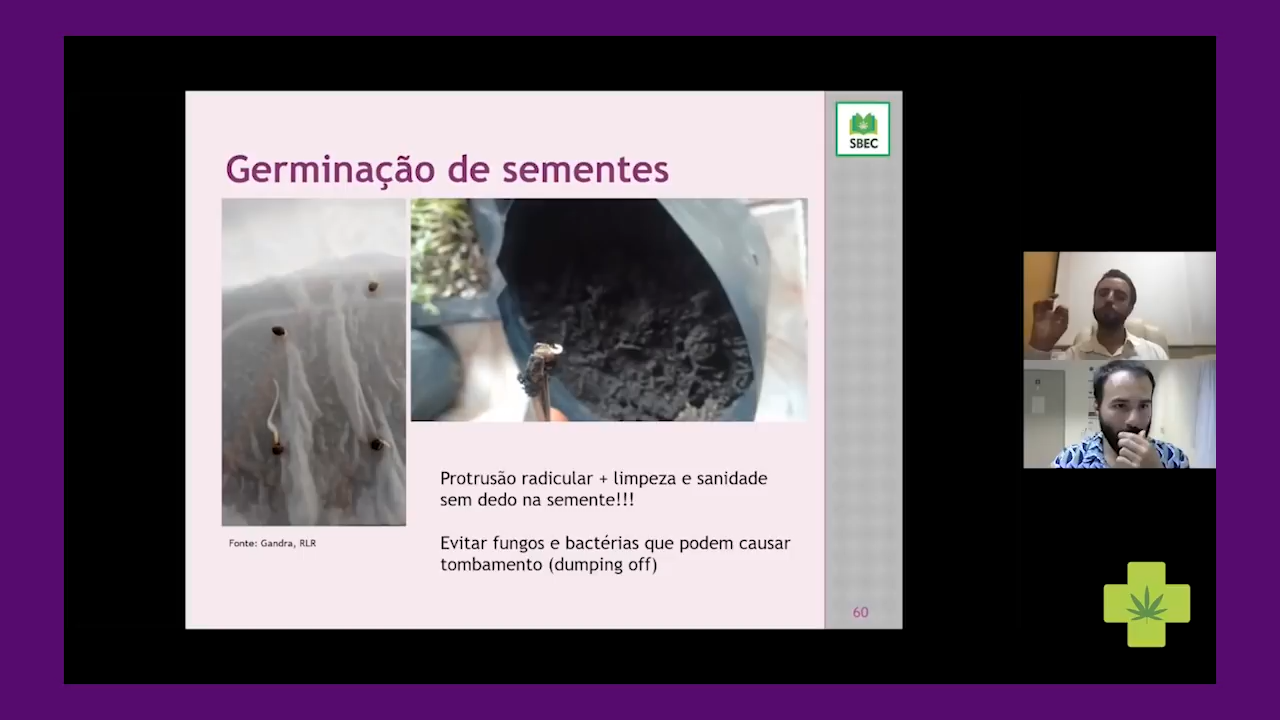 SBEC
Germinação de sementes
Protrusão radicular + limpeza e sanidade
sem dedo na semente!!!
Fonte: Gandra, RLR
Evitar fungos e bactérias que podem causar
tombamento (dumping off)
60